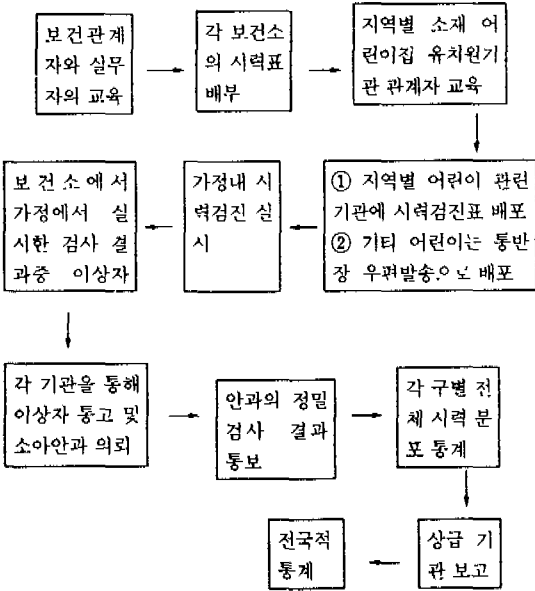 보건관계
자와 실무
자의 교육
각 보건소
의 시력표
배부
지역별 소재 어
린이집 유치원기
관 관계자 교육
① 지역별 어린이 관련
기관에 시력검진표 배포
② 기타 어린이는 통반
장 우편발송으로 배포
가정내 시
력검진 실
시
보건소에서
가정에서 실
시한 검사 결
과중 이상자
각 기관을 통해
이상자 통고 및
소아안과 의뢰
안과의 정밀
검사 결과
통보
각 구별 전
체 시력 분
포 통계
상급 기
관 보고
전국적
통계